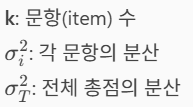 k: 문항(item) 수
σ_i^2: 각 문항의 분산
σ_T^2: 전체 총점의 분산